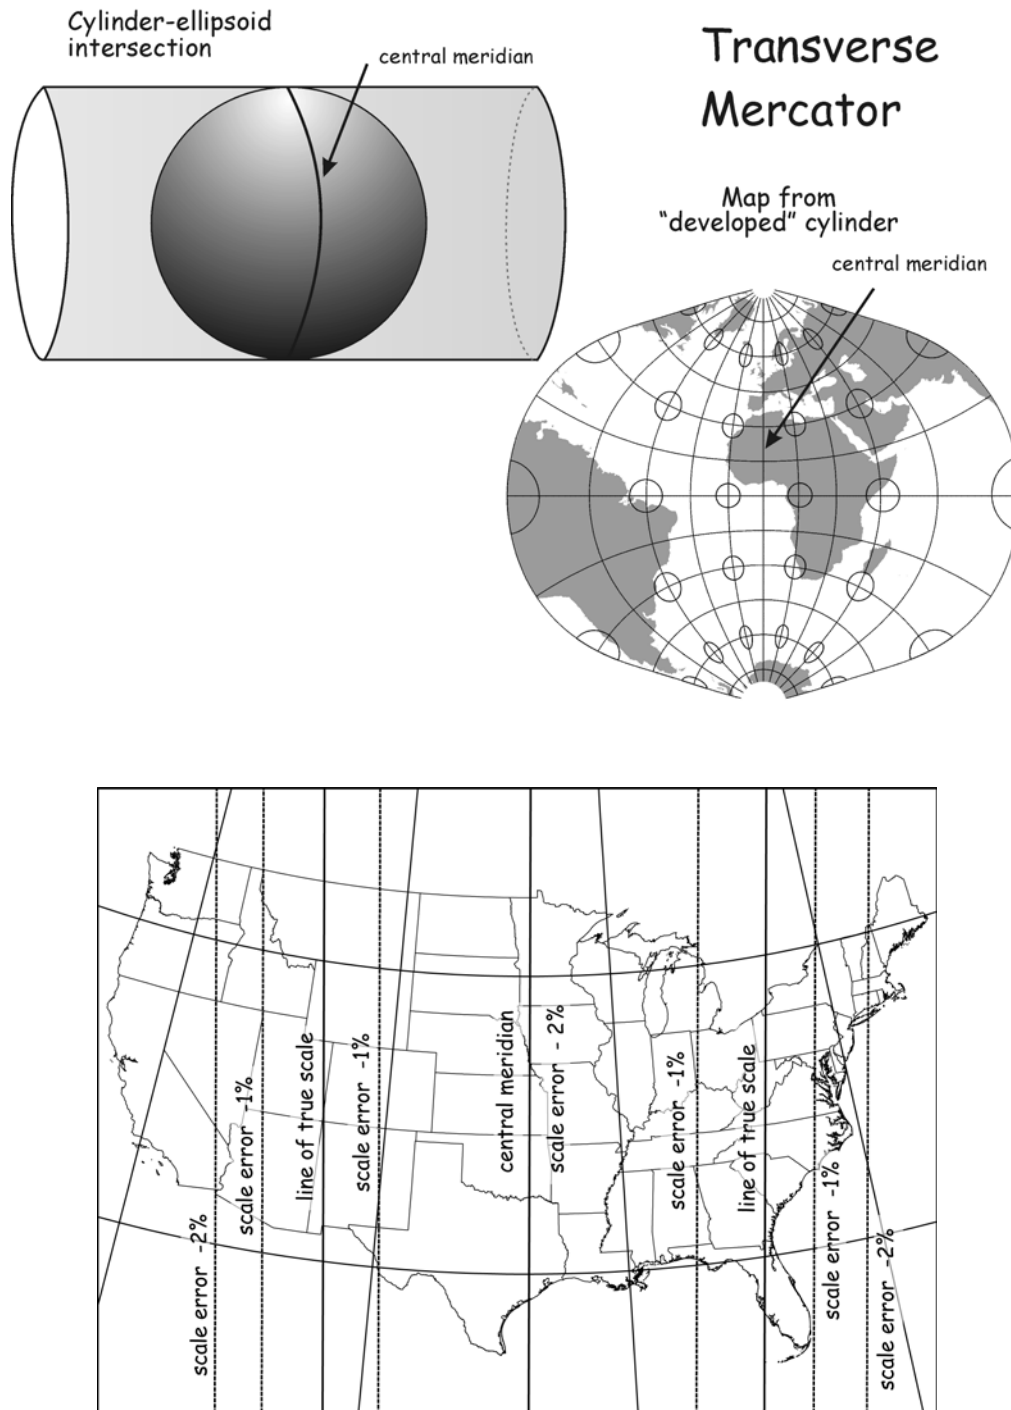 Cylinder-ellipsoid
intersection
central meridian
Transverse
Mercator
Map from
“developed” cylinder
central meridian
scale error -2%
scale error -1%
line of true scale
scale error -1%
central meridian
scale error - 2%
scale error -1%
line of true scale
scale error -1%
scale error -2%